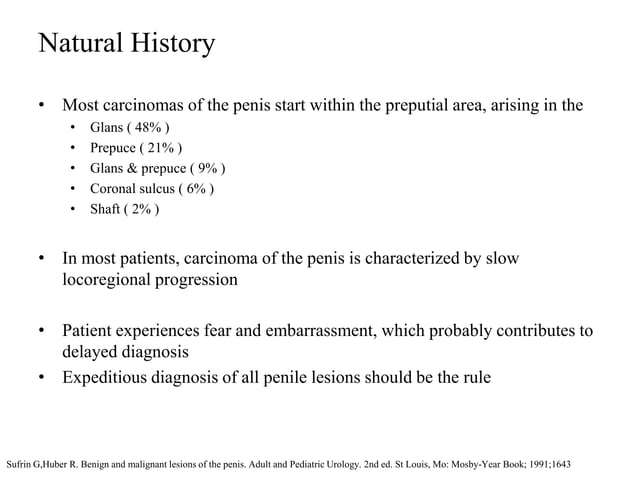 Natural History
• Most carcinomas of the penis start within the preputial area, arising in the
• Glans ( 48% )
• Prepuce ( 21% )
• Glans & prepuce ( 9% )
• Coronal sulcus ( 6% )
• Shaft ( 2% )
• In most patients, carcinoma of the penis is characterized by slow
locoregional progression
• Patient experiences fear and embarrassment, which probably contributes to
delayed diagnosis
• Expeditious diagnosis of all penile lesions should be the rule
Sufrin G,Huber R. Benign and malignant lesions of the penis. Adult and Pediatric Urology. 2nd ed. St Louis, Mo: Mosby-Year Book; 1991;1643